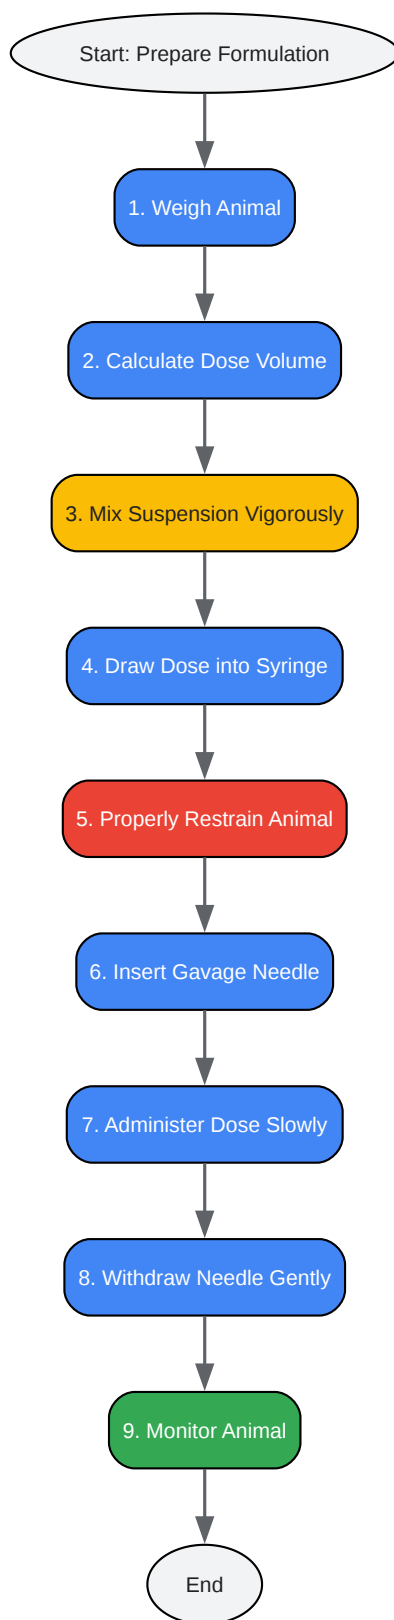 Start: Prepare Formulation
1. Weigh Animal
2. Calculate Dose Volume
3. Mix Suspension Vigorously
4. Draw Dose into Syringe
5. Properly Restrain Animal
6. Insert Gavage Needle
7. Administer Dose Slowly
8. Withdraw Needle Gently
9. Monitor Animal
End